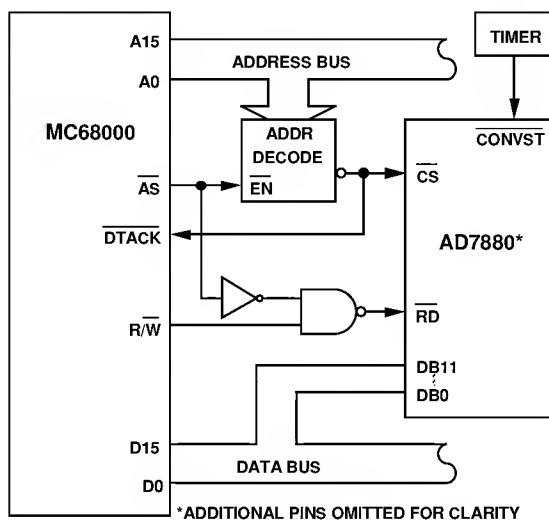 A15
ADDRESS BUS
TIMER
A0
MC68000
ADDR
DECODE
EN
CONVST
AS
CS
DTACK
AD7880*
R/W
RD
DB11
DB0
D15
DATA BUS
D0
*ADDITIONAL PINS OMITTED FOR CLARITY